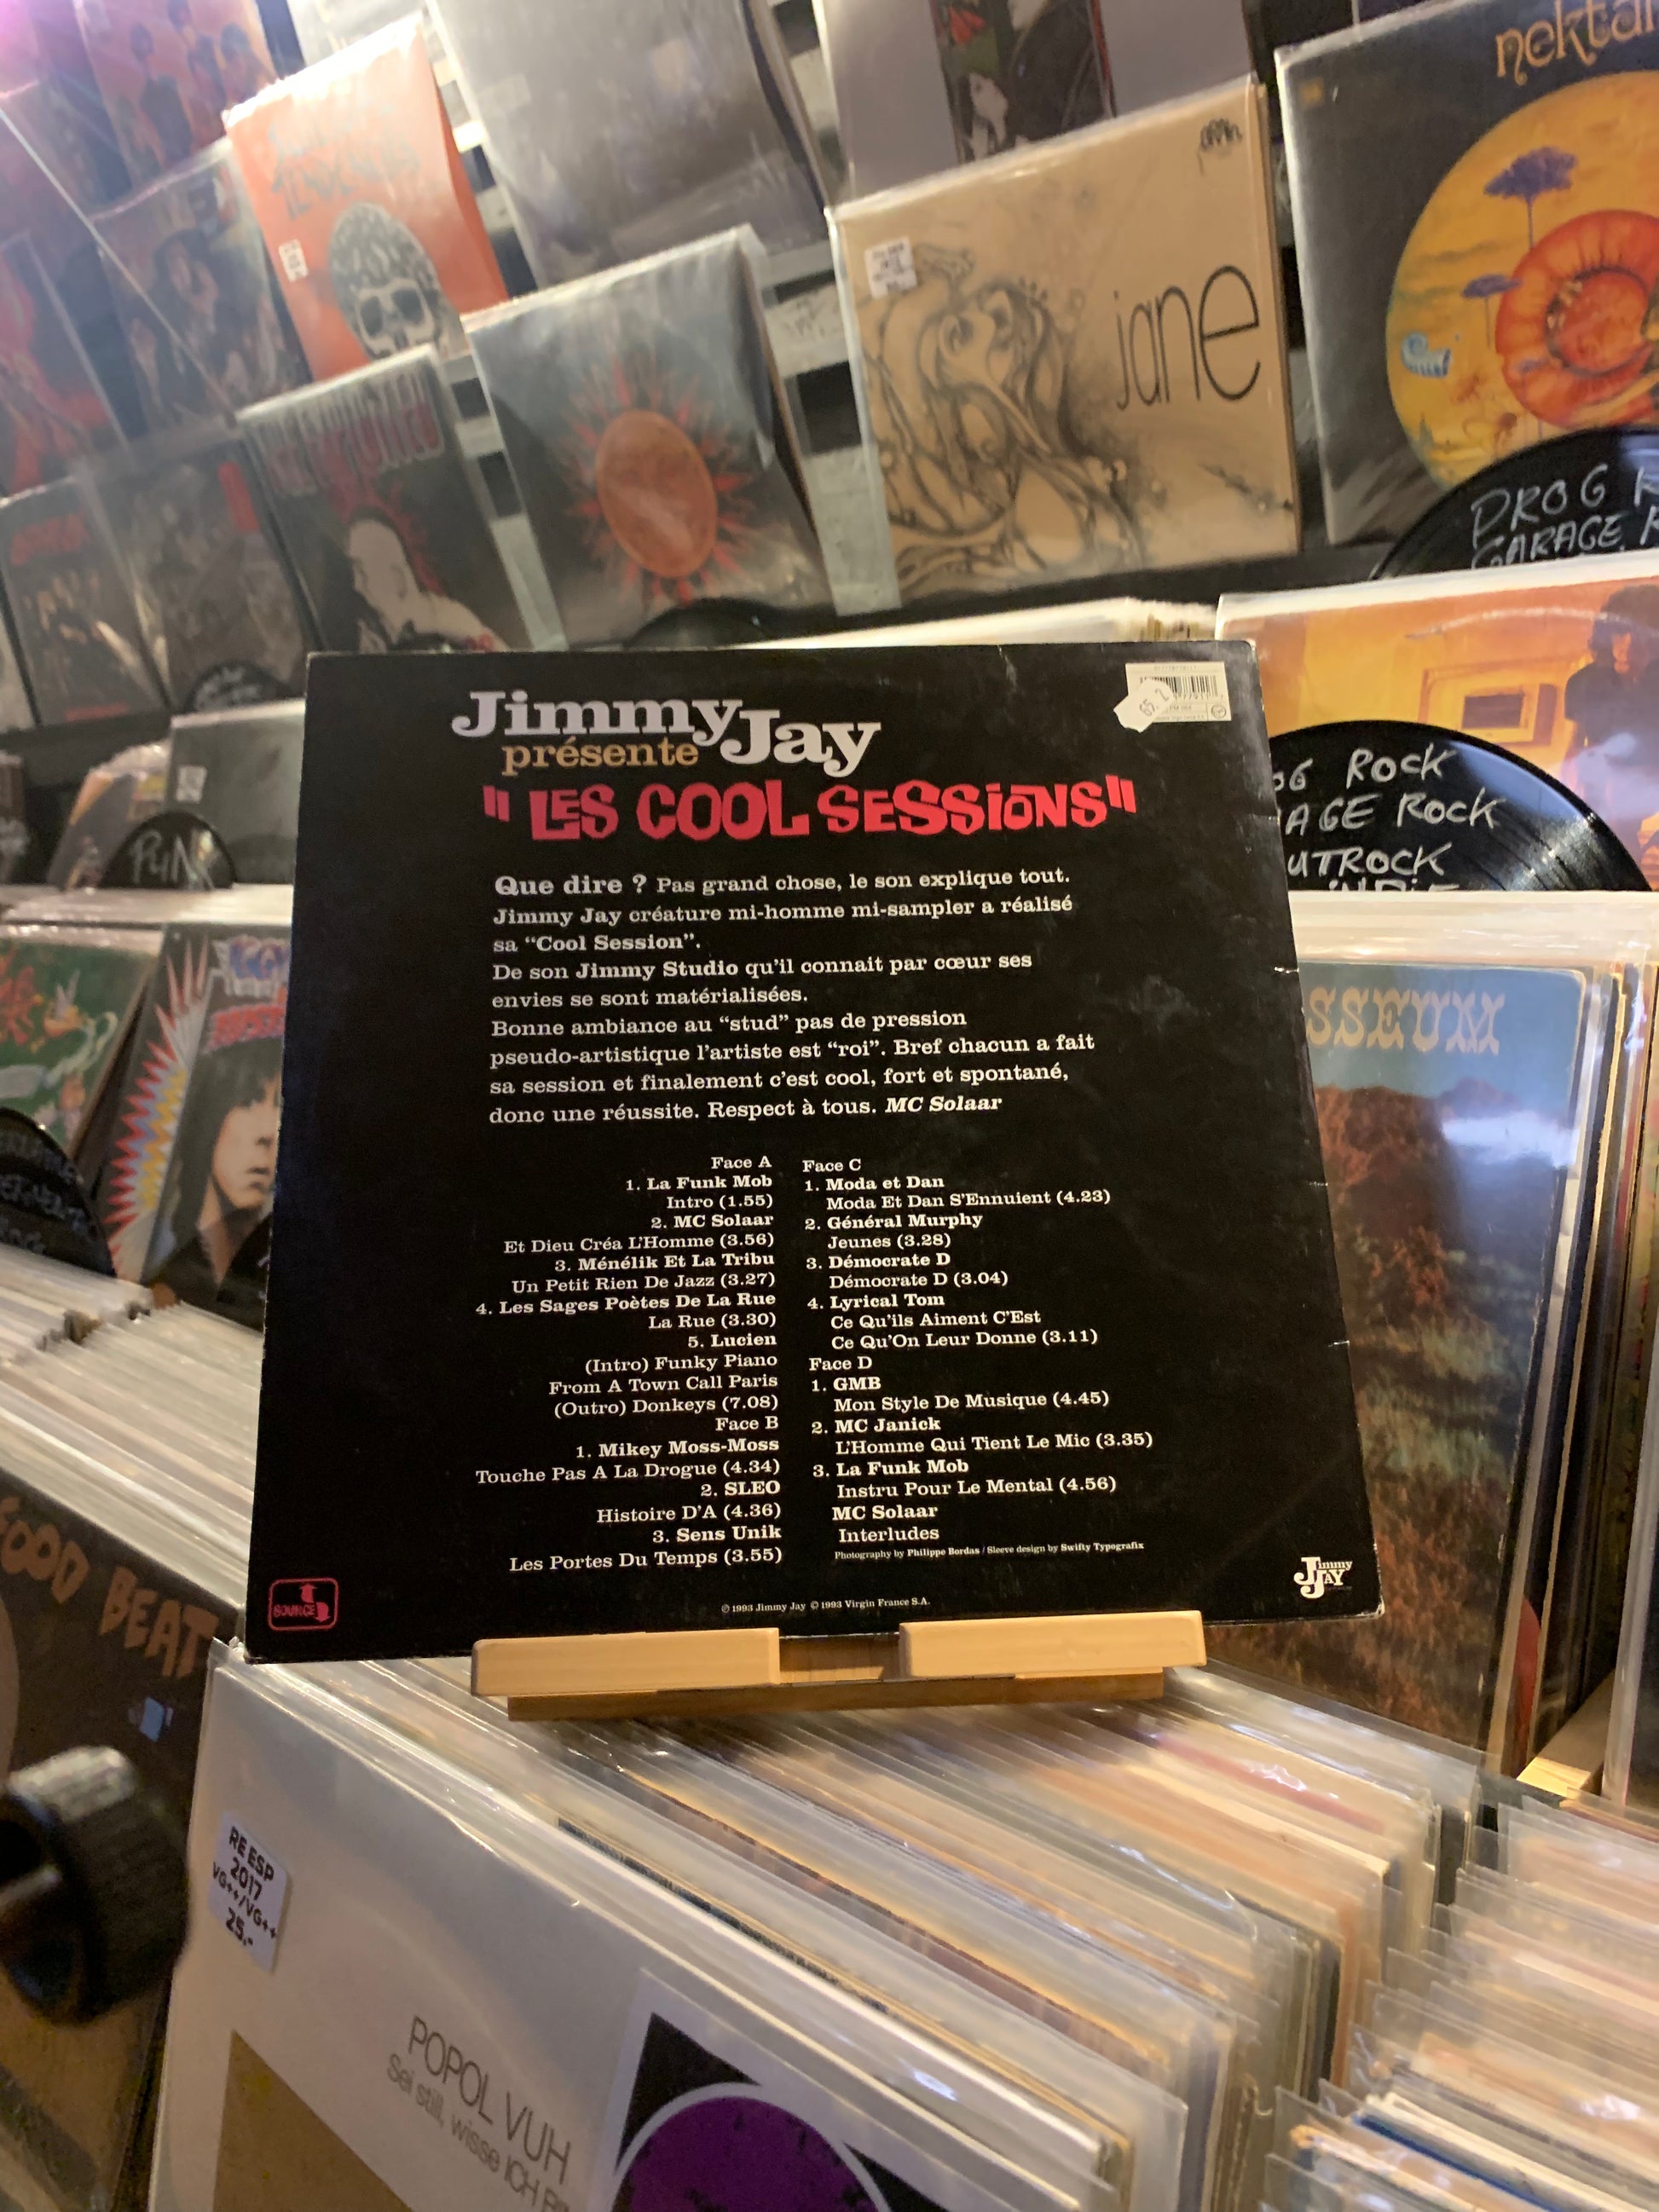 nektar
jane
PROG
GARAGE
Jimmy Jay
présente
"LES COOL SESSIONS"
65.2
Que dire ? Pas grand chose, le son explique tout.
Jimmy Jay créature mi-homme mi-sampler a réalisé
sa “Cool Session”.
De son Jimmy Studio qu'il connait par cœur ses
envies se sont matérialisées.
Bonne ambiance au “stud” pas de pression
pseudo-artistique l'artiste est “roi”. Bref chacun a fait
sa session et finalement c'est cool, fort et spontané,
donc une réussite. Respect à tous. MC Solaar
Face A
1. La Funk Mob
Intro (1.55)
2. MC Solaar
Et Dieu Créa L'Homme (3.56)
3. Ménélik Et La Tribu
Un Petit Rien De Jazz (3.27)
4. Les Sages Poètes De La Rue
La Rue (3.30)
5. Lucien
(Intro) Funky Piano
From A Town Call Paris
(Outro) Donkeys (7.08)
Face B
1. Mikey Moss-Moss
Touche Pas A La Drogue (4.34)
2. SLEO
Histoire D'A (4.36)
3. Sens Unik
Les Portes Du Temps (3.55)
Face C
1. Moda et Dan
Moda Et Dan S'Ennuient (4.23)
2. Général Murphy
Jeunes (3.28)
3. Démocrate D
Démocrate D (3.04)
4. Lyrical Tom
Ce Qu'ils Aiment C'Est
Ce Qu'On Leur Donne (3.11)
Face D
1. GMB
Mon Style De Musique (4.45)
2. MC Janick
L'Homme Qui Tient Le Mic (3.35)
3. La Funk Mob
Instru Pour Le Mental (4.56)
MC Solaar
Interludes
Photography by Philippe Bordas / Sleeve design by Swifty Typografix
SOURCE
℗ 1993 Jimmy Jay © 1993 Virgin France S.A.
Jimmy Jay
OG ROCK
AGE ROCK
UTROCK
INDIE
PUN
SSEUM
FOOD BEAT
RE ESP
2017
VG++/VG++
25,-
POPOL VUH
Sei still, wisse ICH